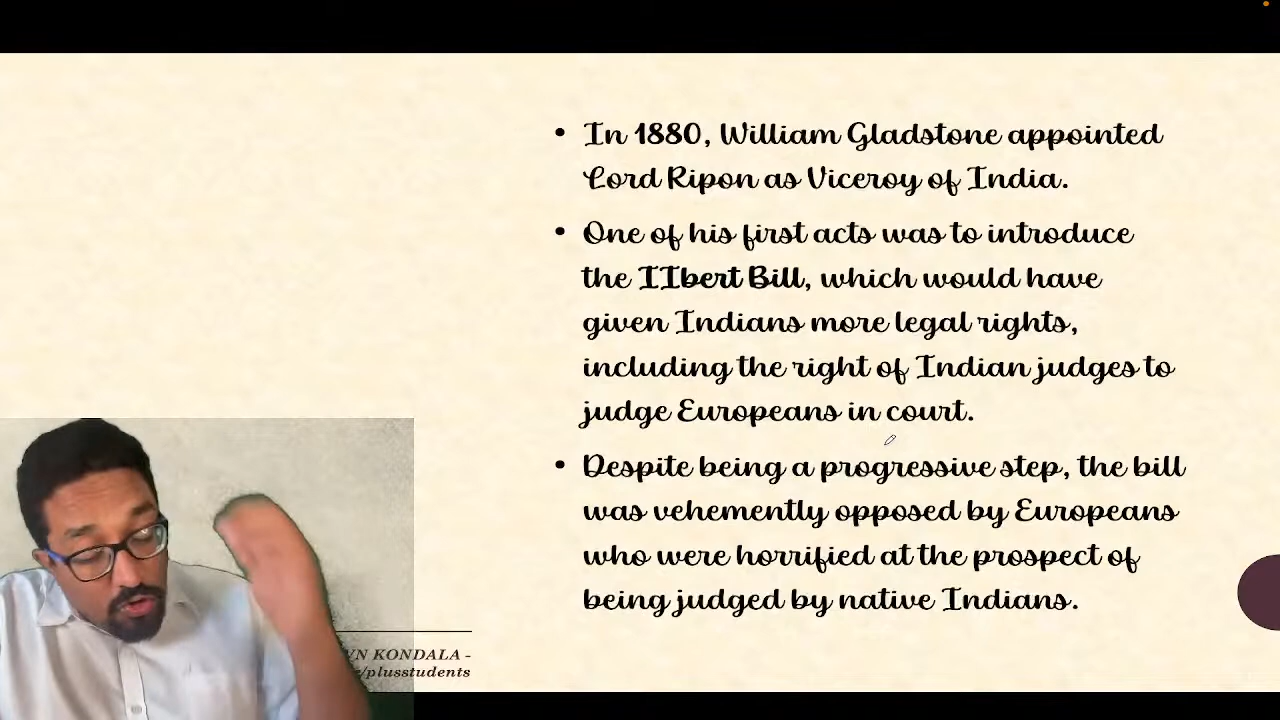 • In 1880, William Gladstone appointed
Lord Ripon as Viceroy of India.
• One of his first acts was to introduce
the IIbert Bill, which would have
given Indians more legal rights,
including the right of Indian judges to
judge Europeans in court.
• Despite being a progressive step, the bill
was vehemently opposed by Europeans
who were horrified at the prospect of
being judged by native Indians.
KONDALA -
/plusstudents